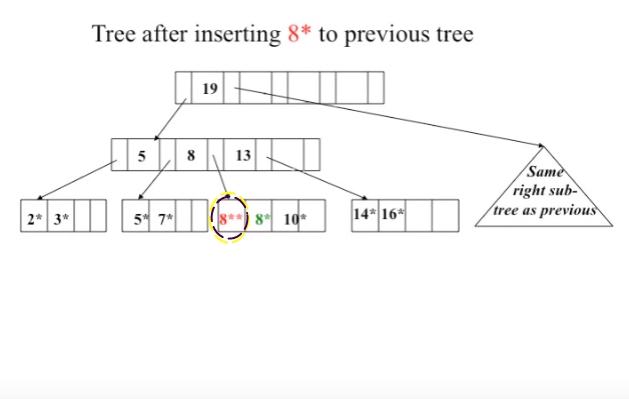 Tree after inserting 8* to previous tree
19
5 8 13
2* 3* 5* 7* 8** 8* 10* 14* 16*
Same
right sub-
tree as previous